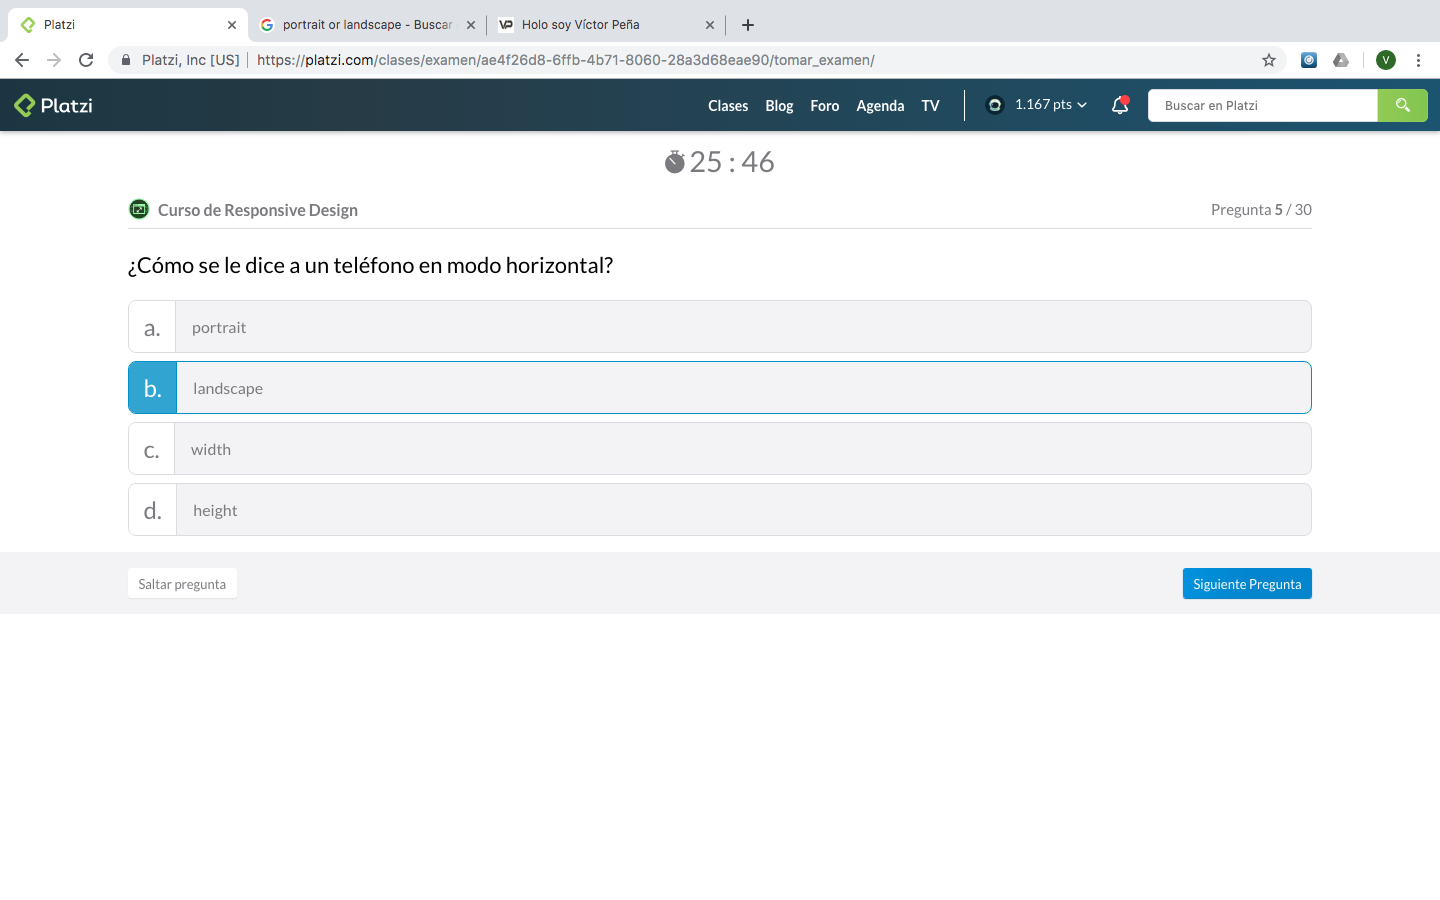 Platzi
portrait or landscape - Buscar
Holo soy Víctor Peña
Platzi, Inc [US]
https://platzi.com/clases/examen/ae4f26d8-6ffb-4b71-8060-28a3d68eae90/tomar_examen/
V
Platzi
Clases
Blog
Foro
Agenda
TV
1.167 pts
Buscar en Platzi
25 : 46
Curso de Responsive Design
Pregunta 5 / 30
¿Cómo se le dice a un teléfono en modo horizontal?
a. portrait
b. landscape
c. width
d. height
Saltar pregunta
Siguiente Pregunta